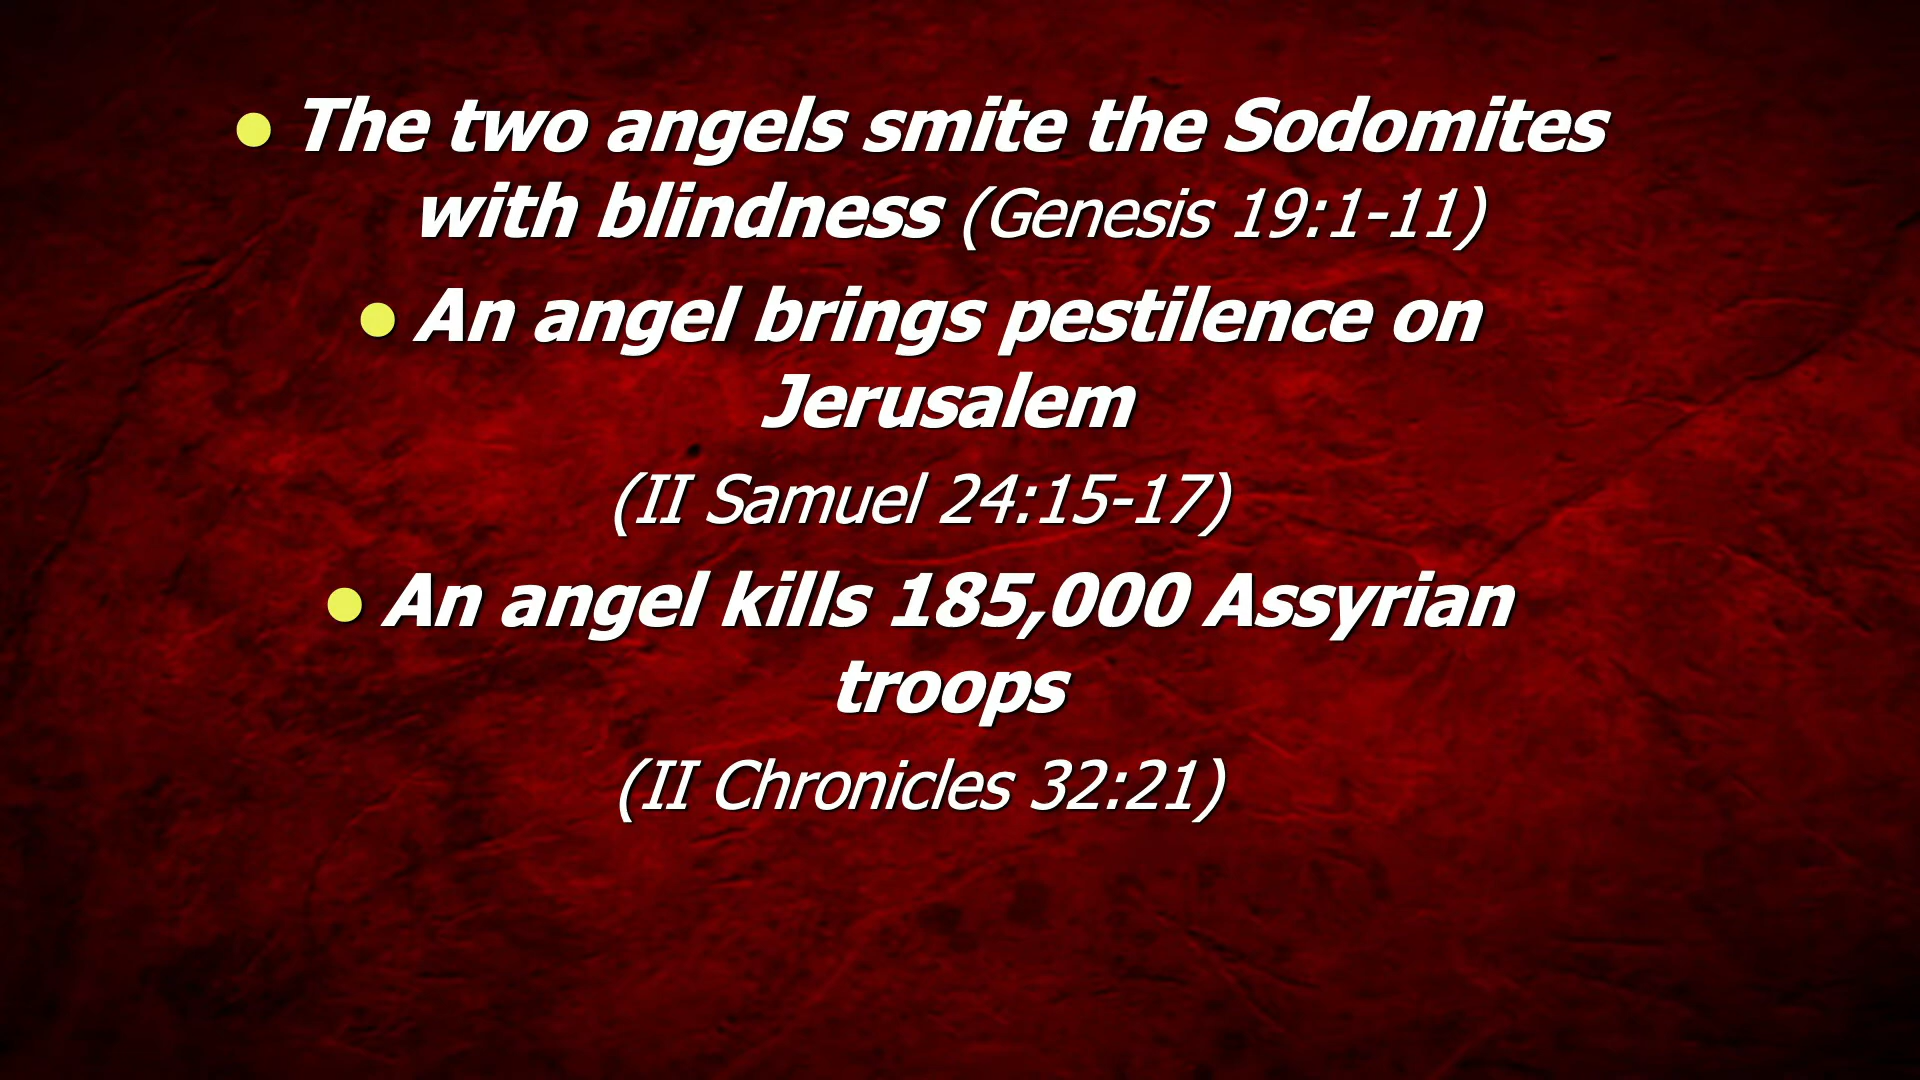 • The two angels smite the Sodomites
with blindness (Genesis 19:1-11)
• An angel brings pestilence on
Jerusalem
(II Samuel 24:15-17)
• An angel kills 185,000 Assyrian
troops
(II Chronicles 32:21)